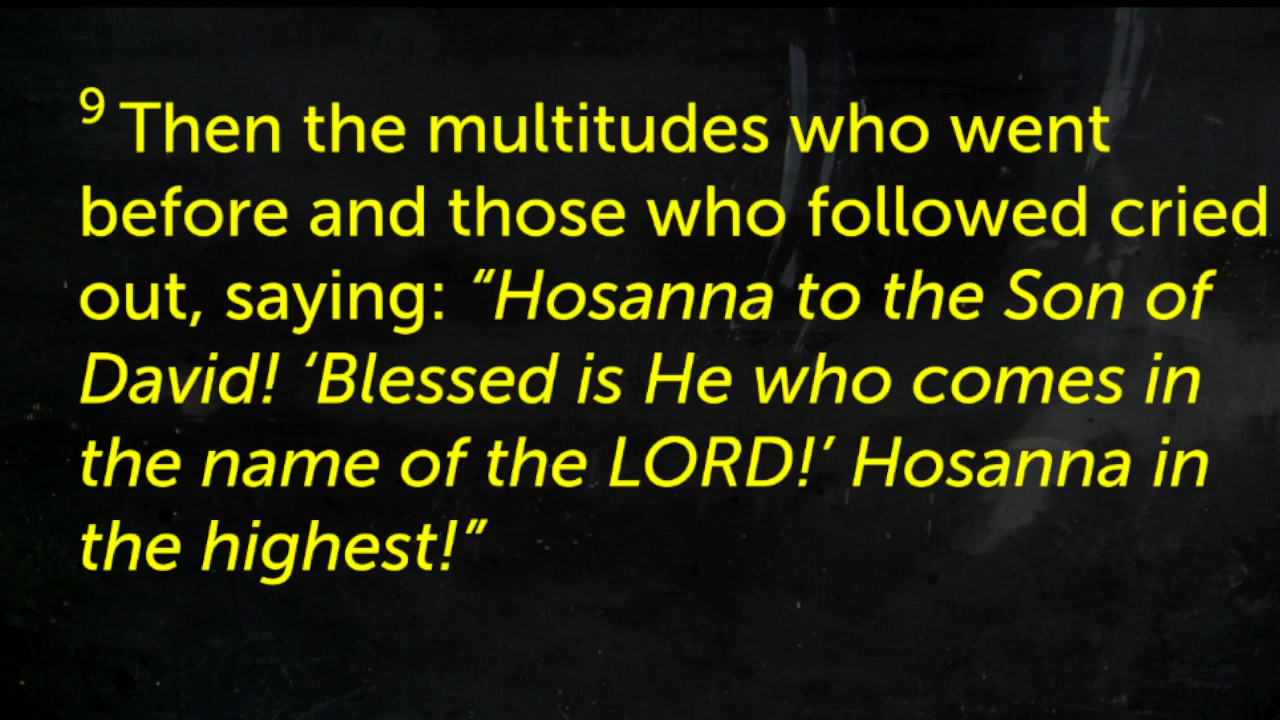 9 Then the multitudes who went
before and those who followed cried
out, saying: “Hosanna to the Son of
David! ‘Blessed is He who comes in
the name of the LORD!’ Hosanna in
the highest!”